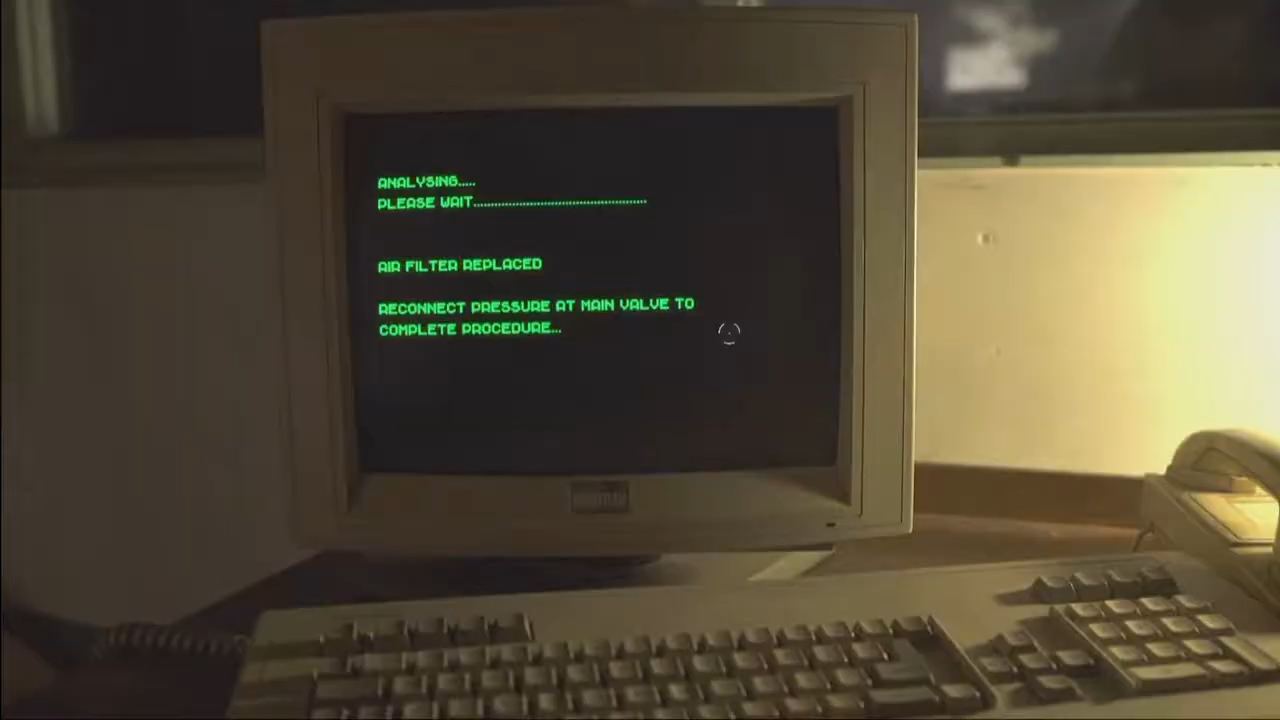 ANALYSING.....
PLEASE WAIT.................................................
AIR FILTER REPLACED
RECONNECT PRESSURE AT MAIN VALVE TO
COMPLETE PROCEDURE...